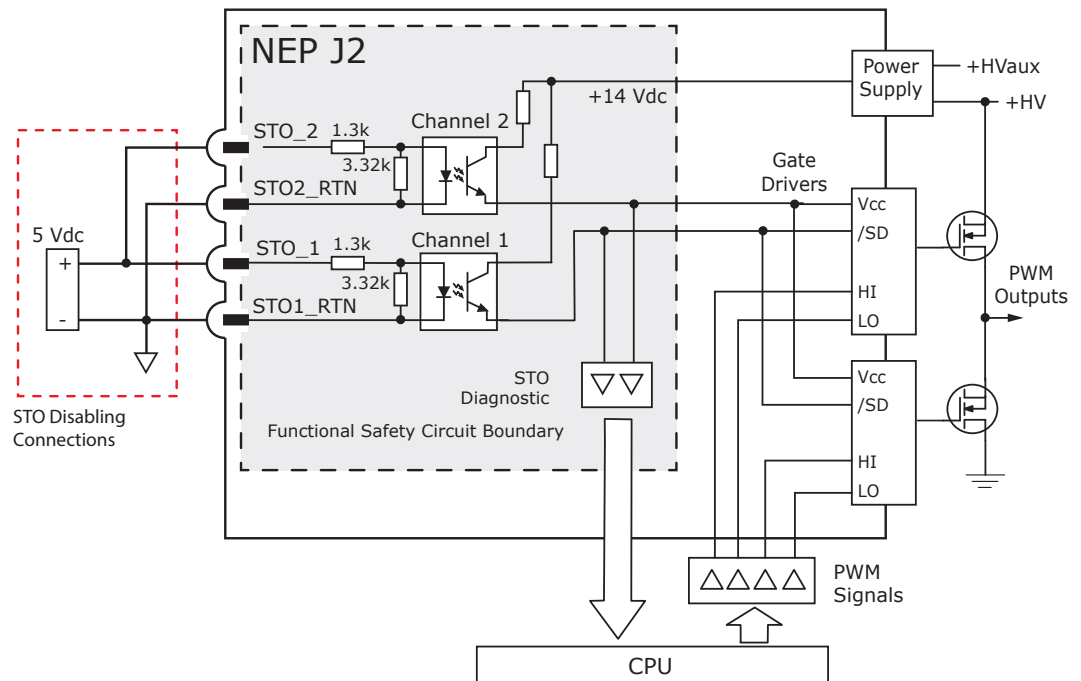 NEP J2
Power
Supply
+HVaux
+HV
+14 Vdc
STO_2
1.3k
3.32k
Channel 2
STO2_RTN
Gate
Drivers
5 Vdc
+
-
STO_1
1.3k
3.32k
Channel 1
STO1_RTN
Vcc
/SD
HI
LO
PWM
Outputs
STO
Diagnostic
Vcc
/SD
HI
LO
STO Disabling
Connections
Functional Safety Circuit Boundary
PWM
Signals
CPU